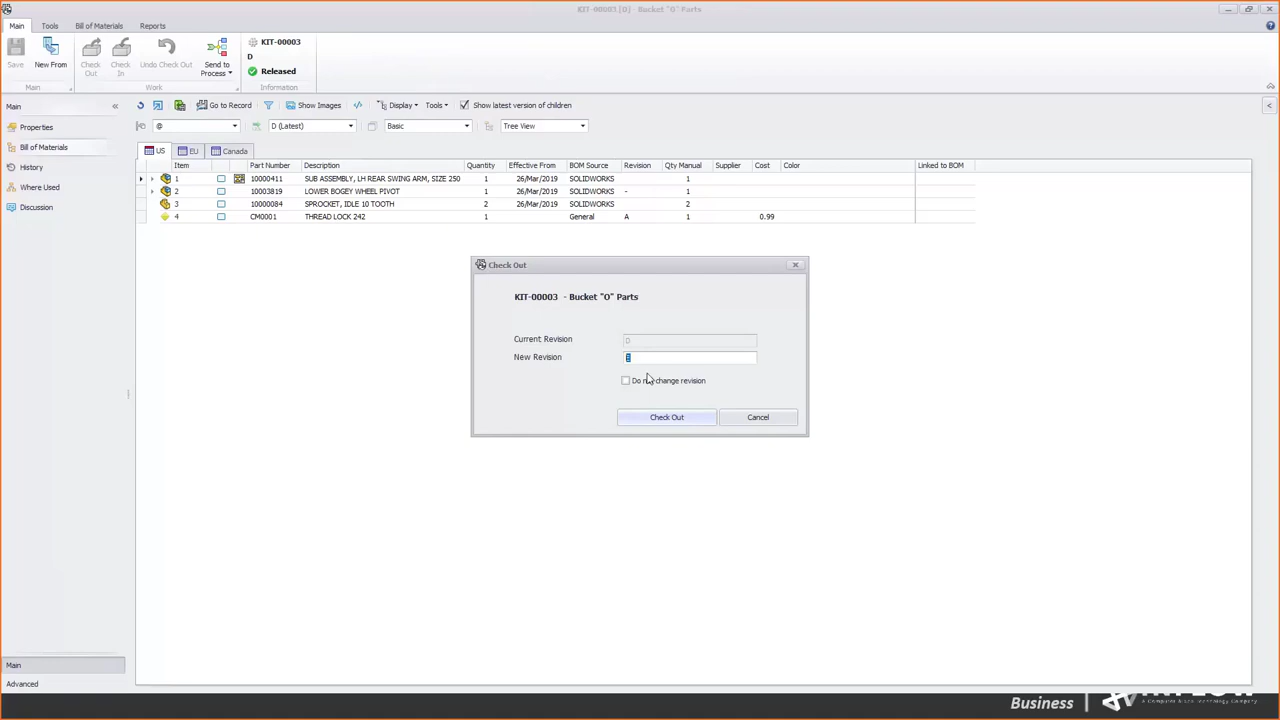 KIT-00003 [D] - Bucket "O" Parts
Main Tools Bill of Materials Reports
Save New From Check Out Check In Undo Check Out Send to Process
KIT-00003
D
Released
Main Work Information
Main Go to Record Show Images Display Tools Show latest version of children
@ D (Latest) Basic Tree View
Properties
Bill of Materials
History
Where Used
Discussion
US EU Canada
Item Part Number Description Quantity Effective From BOM Source Revision Qty Manual Supplier Cost Color Linked to BOM
1 10000411 SUB ASSEMBLY, LH REAR SWING ARM, SIZE 250 1 26/Mar/2019 SOLIDWORKS 1
2 10003819 LOWER BOGEY WHEEL PIVOT 1 26/Mar/2019 SOLIDWORKS - 1
3 10000084 SPROCKET, IDLE 10 TOOTH 2 26/Mar/2019 SOLIDWORKS 2
4 CM0001 THREAD LOCK 242 1 General A 1 0.99
Check Out
KIT-00003 - Bucket "O" Parts
Current Revision D
New Revision
Do change revision
Check Out Cancel
Main
Advanced
Business